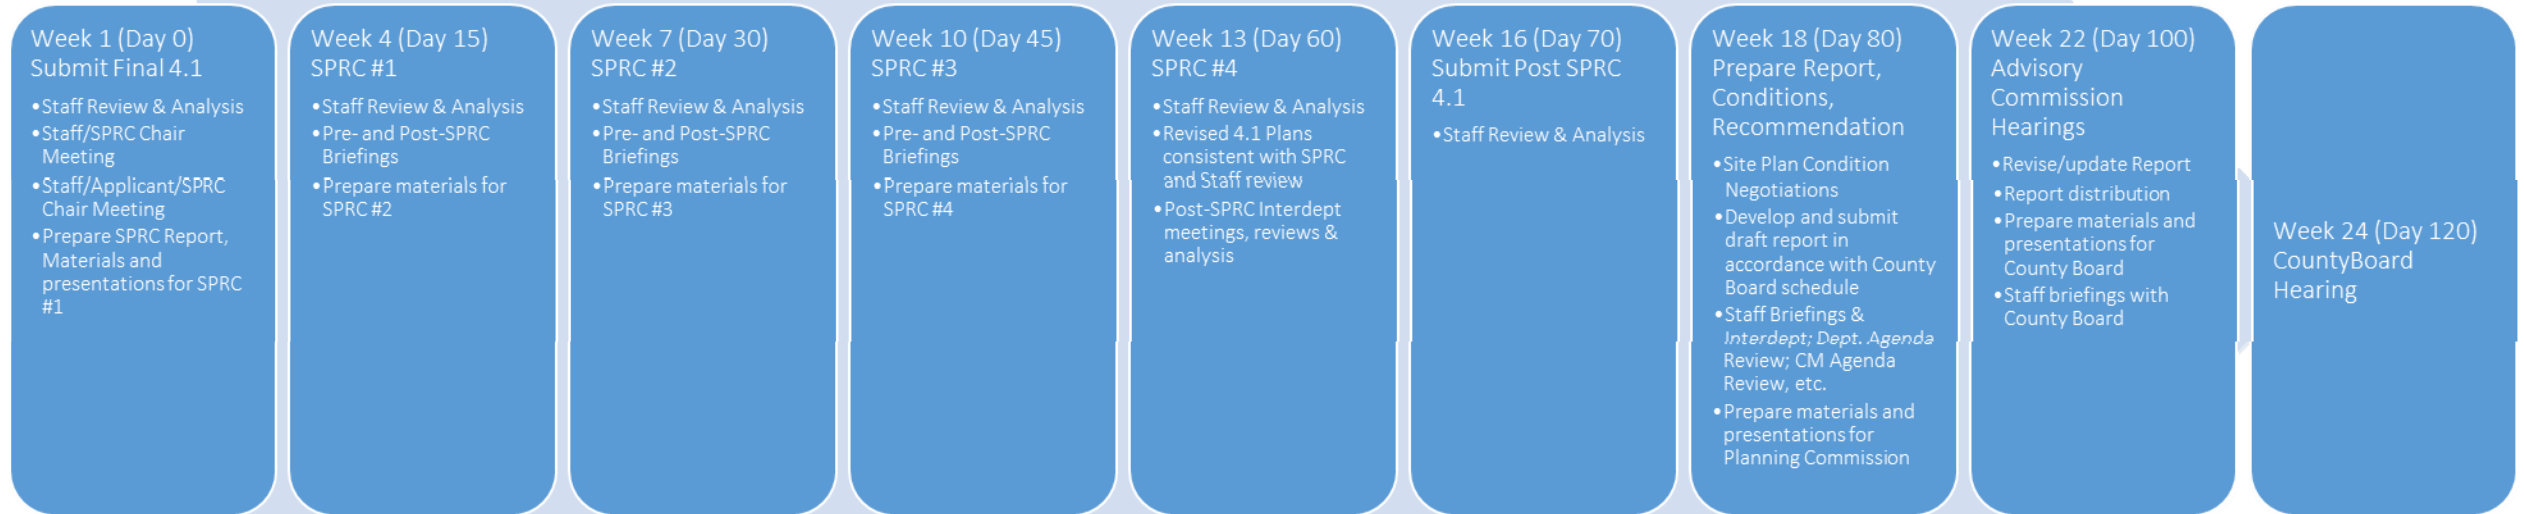 Week 1 (Day 0)
Submit Final 4.1
•Staff Review & Analysis
•Staff/SPRC Chair
Meeting
•Staff/Applicant/SPRC
Chair Meeting
•Prepare SPRC Report,
Materials and
presentations for SPRC
#1
Week 4 (Day 15)
SPRC #1
•Staff Review & Analysis
•Pre- and Post-SPRC
Briefings
•Prepare materials for
SPRC #2
Week 7 (Day 30)
SPRC #2
•Staff Review & Analysis
•Pre- and Post-SPRC
Briefings
•Prepare materials for
SPRC #3
Week 10 (Day 45)
SPRC #3
•Staff Review & Analysis
•Pre- and Post-SPRC
Briefings
•Prepare materials for
SPRC #4
Week 13 (Day 60)
SPRC #4
•Staff Review & Analysis
•Revised 4.1 Plans
consistent with SPRC
and Staff review
•Post-SPRC Interdept
meetings, reviews &
analysis
Week 16 (Day 70)
Submit Post SPRC
4.1
•Staff Review & Analysis
Week 18 (Day 80)
Prepare Report,
Conditions,
Recommendation
•Site Plan Condition
Negotiations
•Develop and submit
draft report in
accordance with County
Board schedule
•Staff Briefings &
Interdept; Dept. Agenda
Review; CM Agenda
Review, etc.
•Prepare materials and
presentations for
Planning Commission
Week 22 (Day 100)
Advisory
Commission
Hearings
•Revise/update Report
•Report distribution
•Prepare materials and
presentations for
County Board
•Staff briefings with
County Board
Week 24 (Day 120)
CountyBoard
Hearing